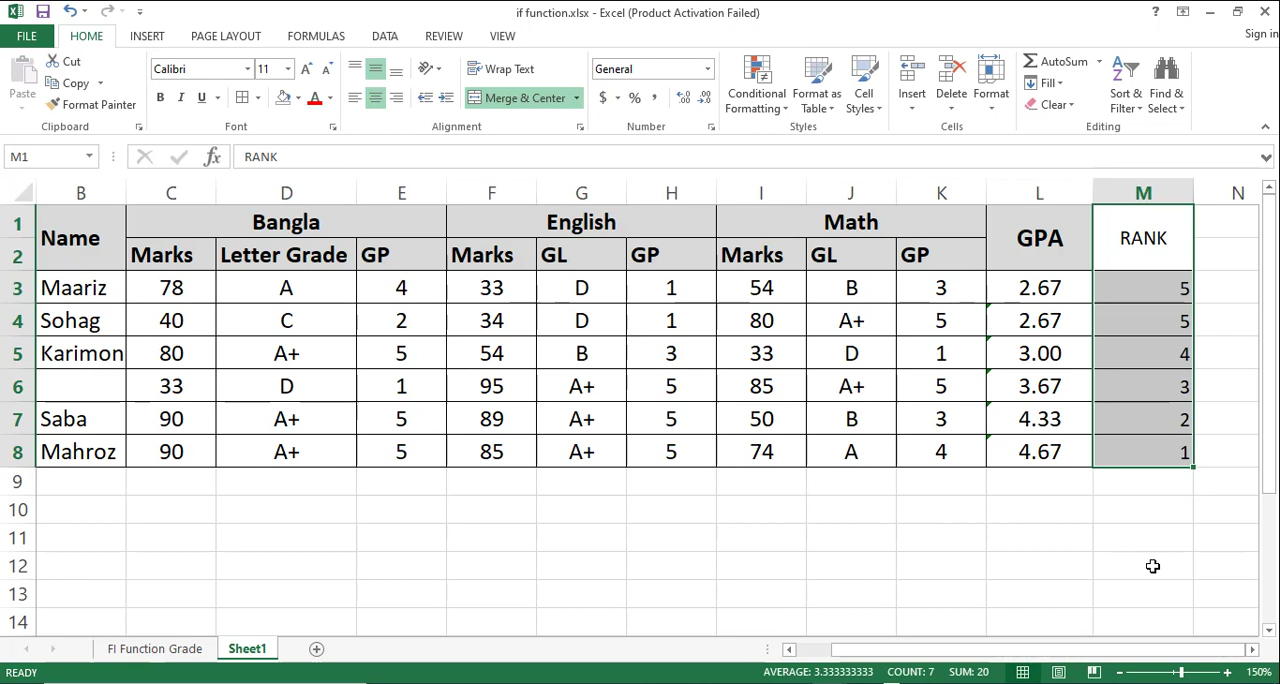 if function.xlsx - Excel (Product Activation Failed)
?
FILE HOME INSERT PAGE LAYOUT FORMULAS DATA REVIEW VIEW Sign in
Paste
Cut
Copy
Format Painter
Clipboard
Calibri 11
B I U
Font
Wrap Text
Merge & Center
Alignment
General
$ % ,
Number
Conditional Formatting
Format as Table
Cell Styles
Styles
Insert Delete Format
Cells
AutoSum
Fill
Clear
Sort & Filter
Find & Select
Editing
M1 fx RANK
B C D E F G H I J K L M N
1 Name Bangla English Math GPA RANK
2 Marks Letter Grade GP Marks GL GP Marks GL GP
3 Maariz 78 A 4 33 D 1 54 B 3 2.67 5
4 Sohag 40 C 2 34 D 1 80 A+ 5 2.67 5
5 Karimon 80 A+ 5 54 B 3 33 D 1 3.00 4
6 33 D 1 95 A+ 5 85 A+ 5 3.67 3
7 Saba 90 A+ 5 89 A+ 5 50 B 3 4.33 2
8 Mahroz 90 A+ 5 85 A+ 5 74 A 4 4.67 1
9
10
11
12
13
14
FI Function Grade Sheet1
READY AVERAGE: 3.333333333 COUNT: 7 SUM: 20 150%